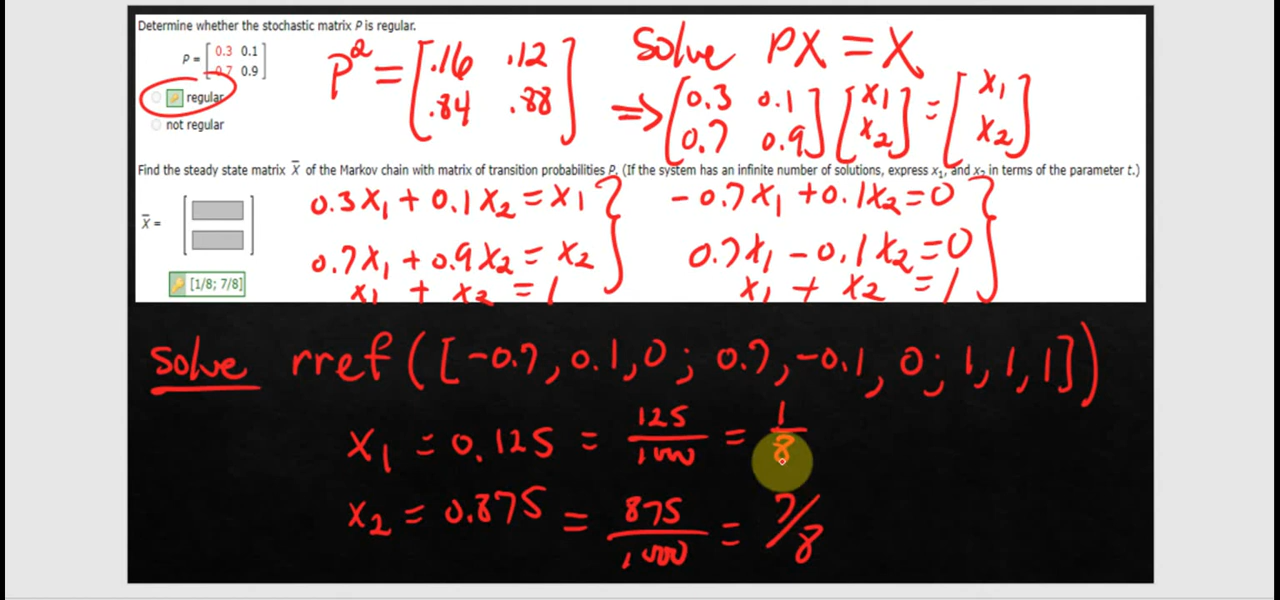 Determine whether the stochastic matrix P is regular.
P = [ 0.3 0.1
0.7 0.9 ]
regular
not regular
P² = [ .16 .12
.84 .88 ]
Solve PX = X
⇒ [ 0.3 0.1
0.7 0.9 ] [ x₁
x₂ ] = [ x₁
x₂ ]
Find the steady state matrix X̄ of the Markov chain with matrix of transition probabilities P. (If the system has an infinite number of solutions, express x₁, and x₂ in terms of the parameter t.)
X̄ =
[1/8; 7/8]
0.3x₁ + 0.1x₂ = x₁
0.7x₁ + 0.9x₂ = x₂
x₁ + x₂ = 1
-0.7x₁ + 0.1x₂ = 0
0.7x₁ - 0.1x₂ = 0
x₁ + x₂ = 1
solve rref([-0.7, 0.1, 0; 0.7, -0.1, 0; 1, 1, 1])
x₁ = 0.125 = 125/1000 = 1/8
x₂ = 0.875 = 875/1000 = 7/8